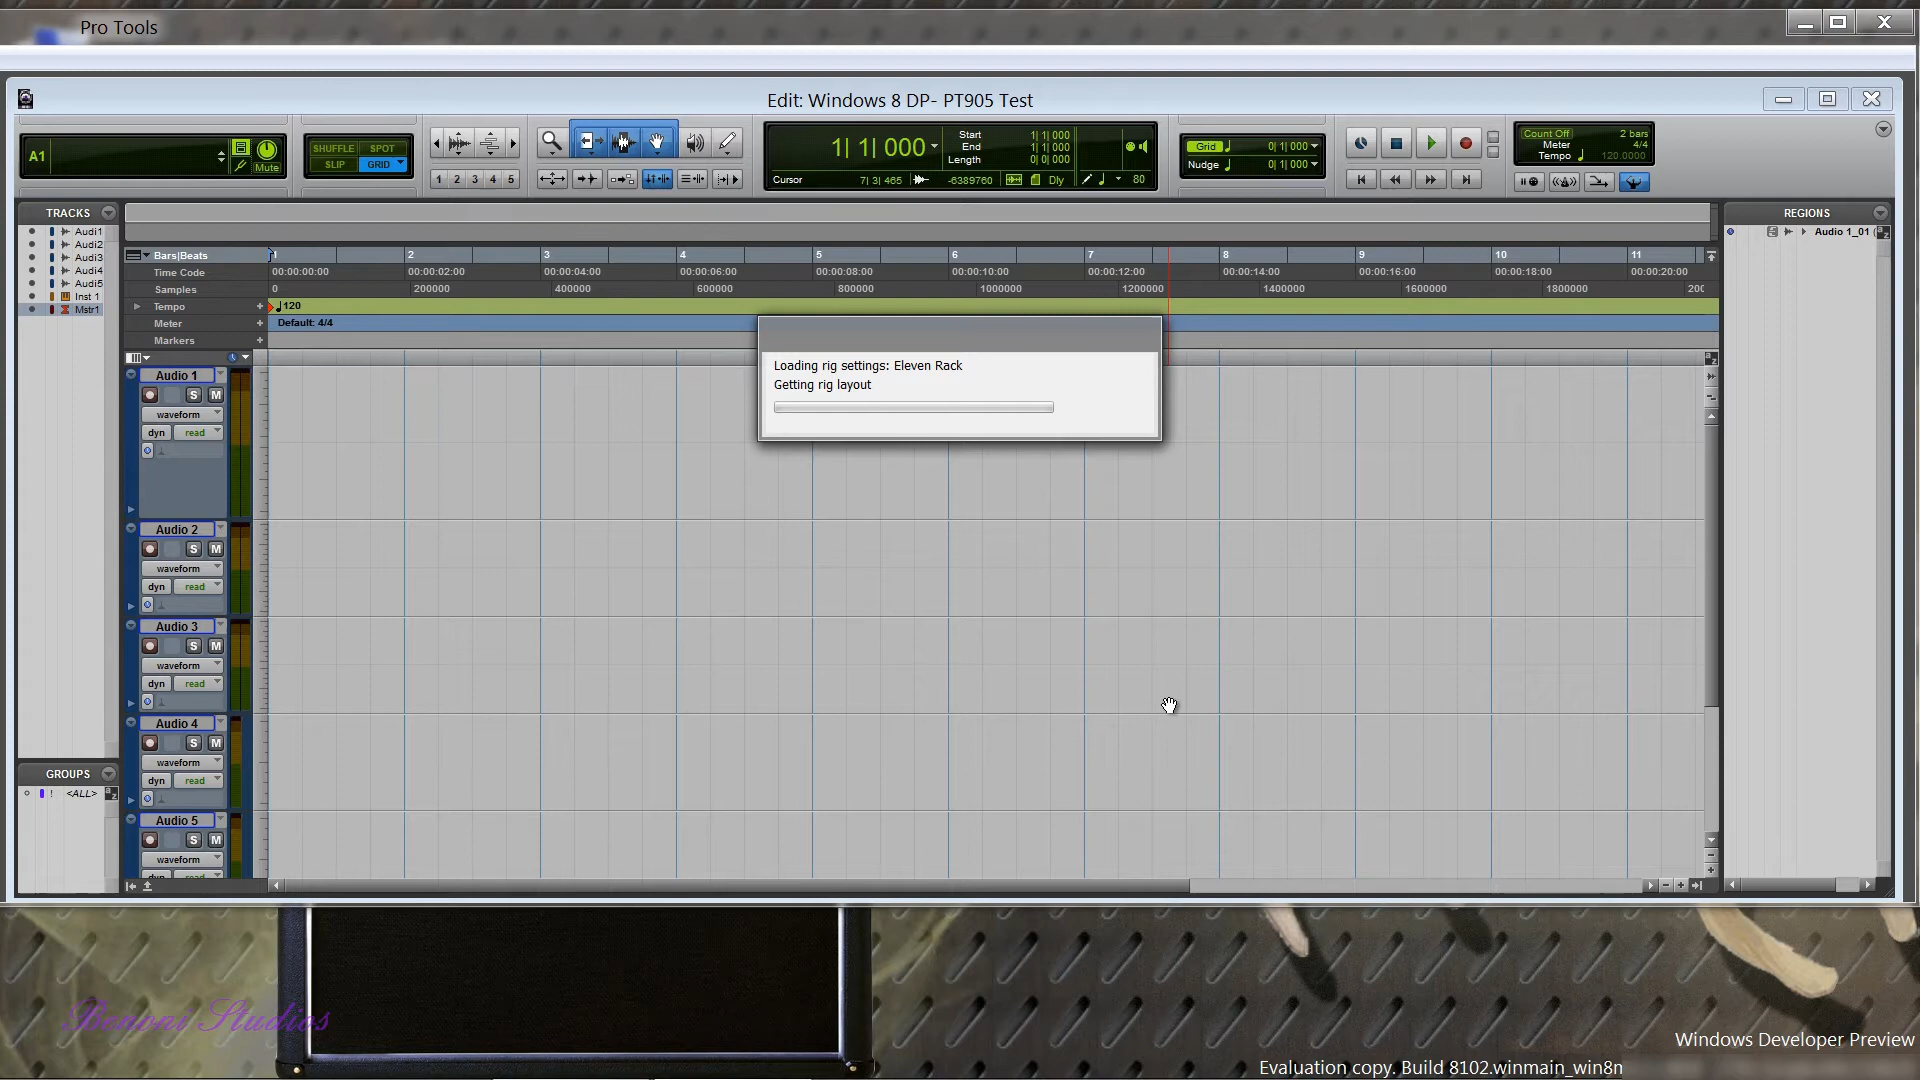 Pro Tools
Edit: Windows 8 DP- PT905 Test
A1
Mute
SHUFFLE SPOT
SLIP GRID
1 2 3 4 5
1| 1| 000
Start 1| 1| 000
End 1| 1| 000
Length 0| 0| 000
Cursor 7| 3| 465 -6389760 Dly 80
Grid 0| 1| 000
Nudge 0| 1| 000
Count Off 2 bars
Meter 4/4
Tempo 120.0000
TRACKS
Audi1
Audi2
Audi3
Audi4
Audi5
Inst 1
Mstr1
REGIONS
Audio 1_01 (
Bars|Beats 1 2 3 4 5 6 7 8 9 10 11
Time Code 00:00:00:00 00:00:02:00 00:00:04:00 00:00:06:00 00:00:08:00 00:00:10:00 00:00:12:00 00:00:14:00 00:00:16:00 00:00:18:00 00:00:20:00
Samples 0 200000 400000 600000 800000 1000000 1200000 1400000 1600000 1800000 200
Tempo + 120
Meter + Default: 4/4
Markers +
Loading rig settings: Eleven Rack
Getting rig layout
Audio 1
S M
waveform
dyn read
Audio 2
S M
waveform
dyn read
Audio 3
S M
waveform
dyn read
Audio 4
S M
waveform
dyn read
Audio 5
S M
waveform
dyn read
GROUPS
! <ALL>
a z
Benoni Studios
Windows Developer Preview
Evaluation copy. Build 8102.winmain_win8m